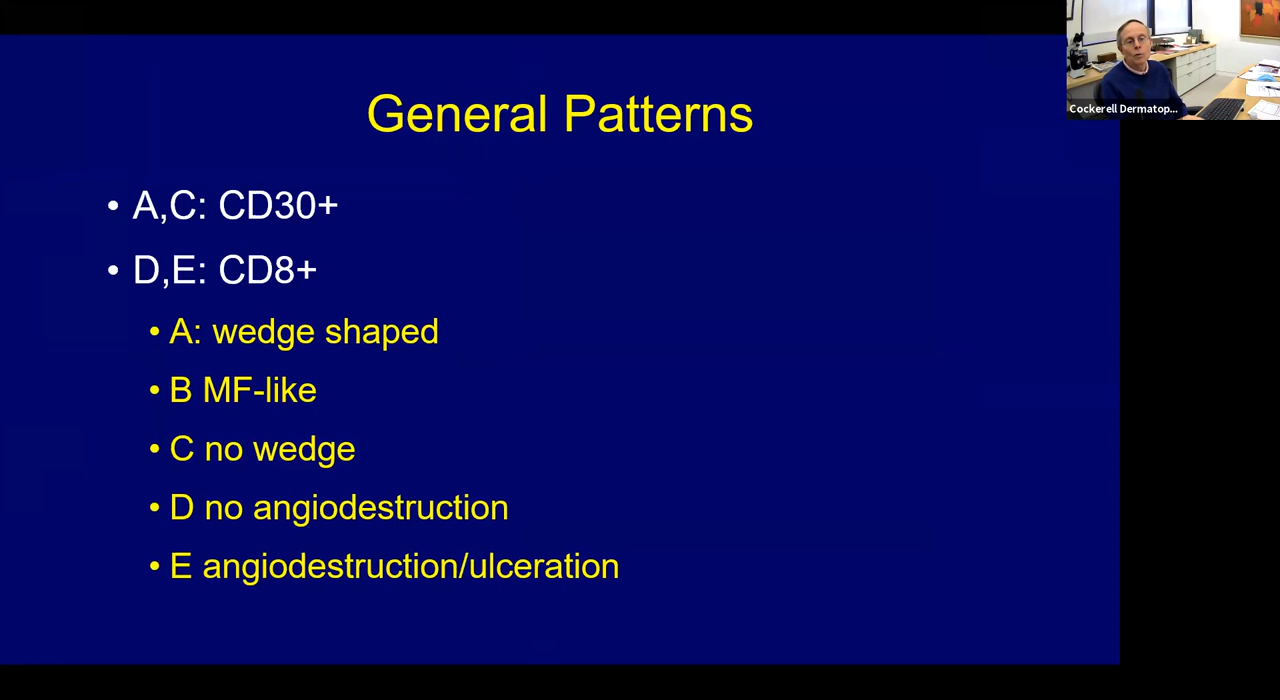 General Patterns
• A,C: CD30+
• D,E: CD8+
• A: wedge shaped
• B MF-like
• C no wedge
• D no angiodestruction
• E angiodestruction/ulceration
Cockerell Dermatop...